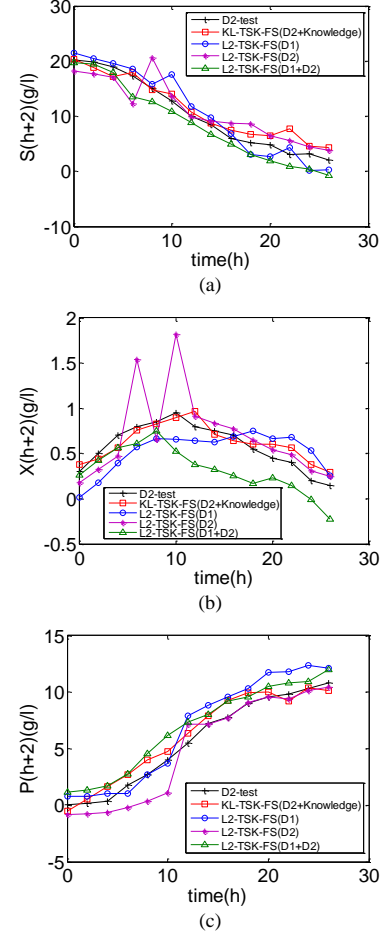 S(h+2)(g/l)
30
20
10
0
-10
0
10
20
30
time(h)
D2-test
KL-TSK-FS(D2+Knowledge)
L2-TSK-FS(D1)
L2-TSK-FS(D2)
L2-TSK-FS(D1+D2)
(a)
X(h+2)(g/l)
2
1.5
1
0.5
0
-0.5
0
10
20
30
time(h)
D2-test
KL-TSK-FS(D2+Knowledge)
L2-TSK-FS(D1)
L2-TSK-FS(D2)
L2-TSK-FS(D1+D2)
(b)
P(h+2)(g/l)
15
10
5
0
-5
0
10
20
30
time(h)
D2-test
KL-TSK-FS(D2+Knowledge)
L2-TSK-FS(D1)
L2-TSK-FS(D2)
L2-TSK-FS(D1+D2)
(c)